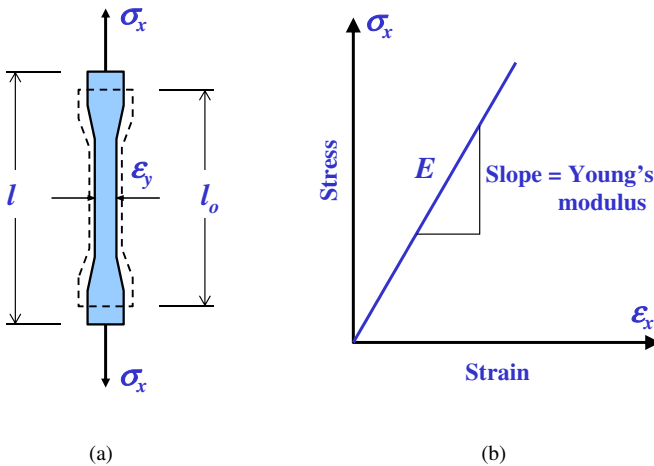 σx
l
εy
lo
σx
(a)
σx
Stress
E
Slope = Young's
modulus
εx
Strain
(b)